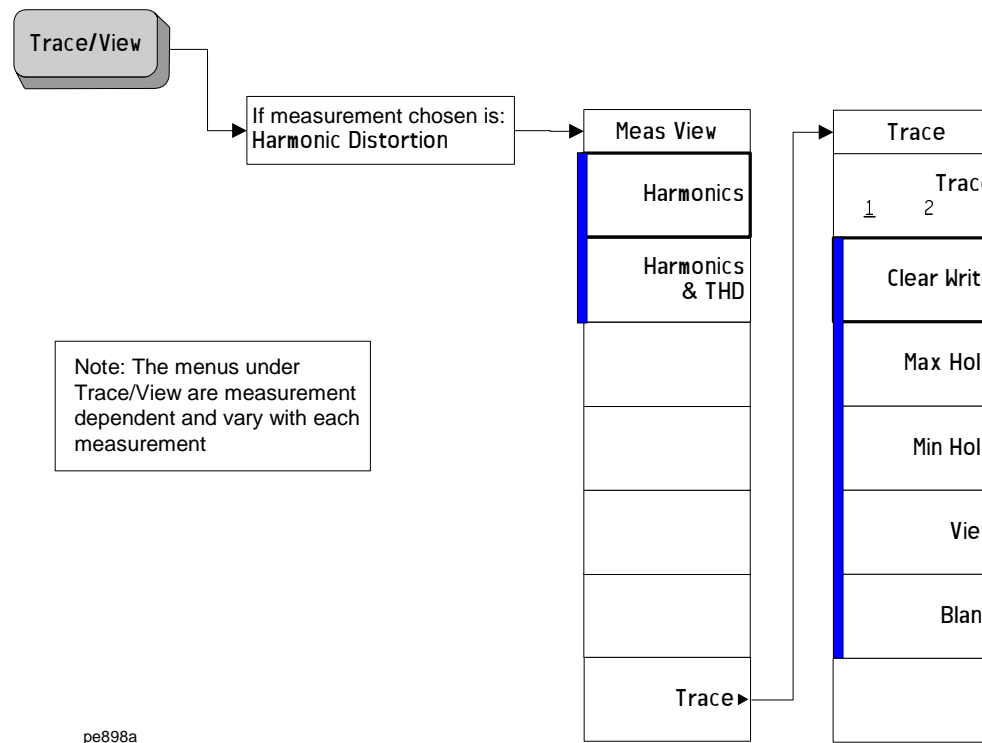 Trace/View
If measurement chosen is:
Harmonic Distortion
Meas View
Harmonics
Harmonics
& THD
Trace
Trace
Trac
1 2
Clear Writ
Max Hol
Min Hol
Vie
Blan
Note: The menus under
Trace/View are measurement
dependent and vary with each
measurement
pe898a